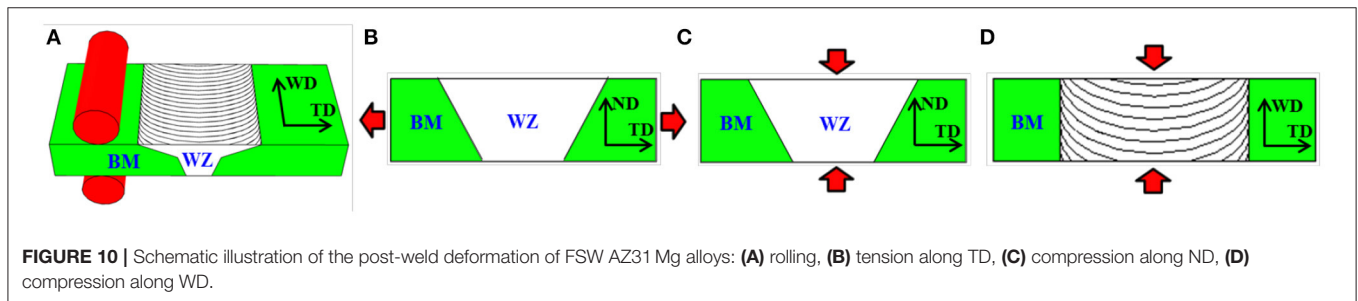 A
WD
TD
BM
WZ
B
BM
WZ
ND
TD
C
BM
WZ
ND
TD
D
BM
WD
TD
FIGURE 10 | Schematic illustration of the post-weld deformation of FSW AZ31 Mg alloys: (A) rolling, (B) tension along TD, (C) compression along ND, (D)
compression along WD.